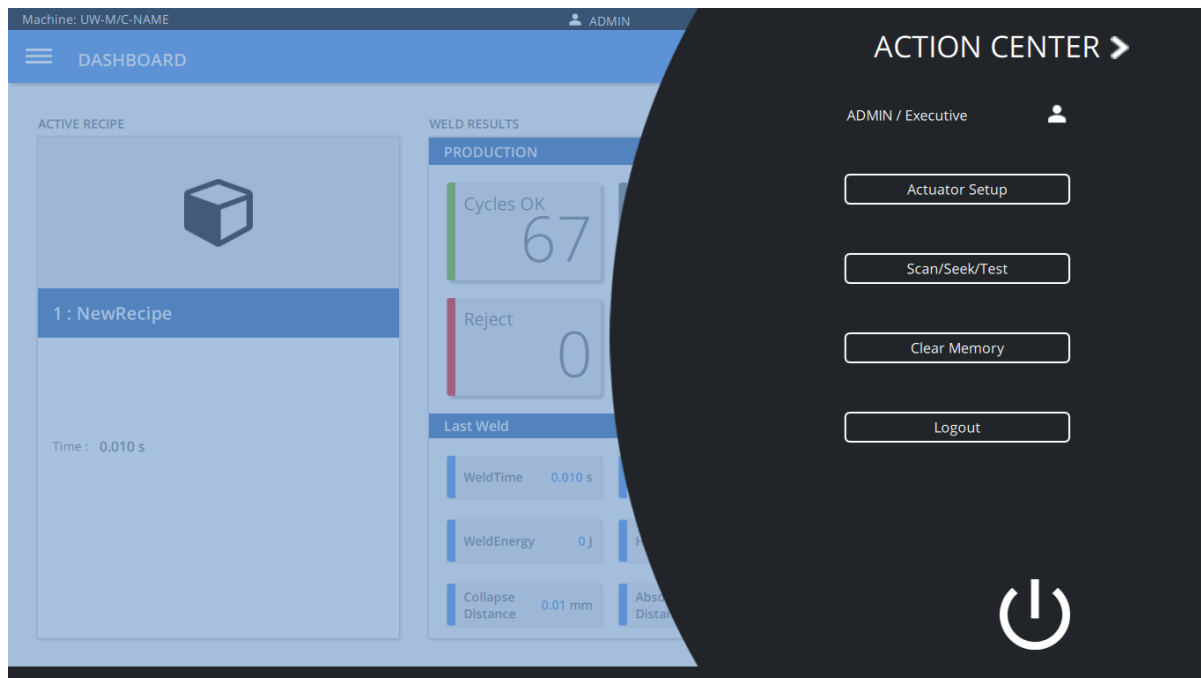 Machine: UW-M/C-NAME
ADMIN
DASHBOARD
ACTIVE RECIPE
1 : NewRecipe
Time : 0.010 s
WELD RESULTS
PRODUCTION
Cycles OK
67
Reject
0
Last Weld
WeldTime 0.010 s
WeldEnergy 0 J
Collapse
Distance 0.01 mm
ACTION CENTER
ADMIN / Executive
Actuator Setup
Scan/Seek/Test
Clear Memory
Logout